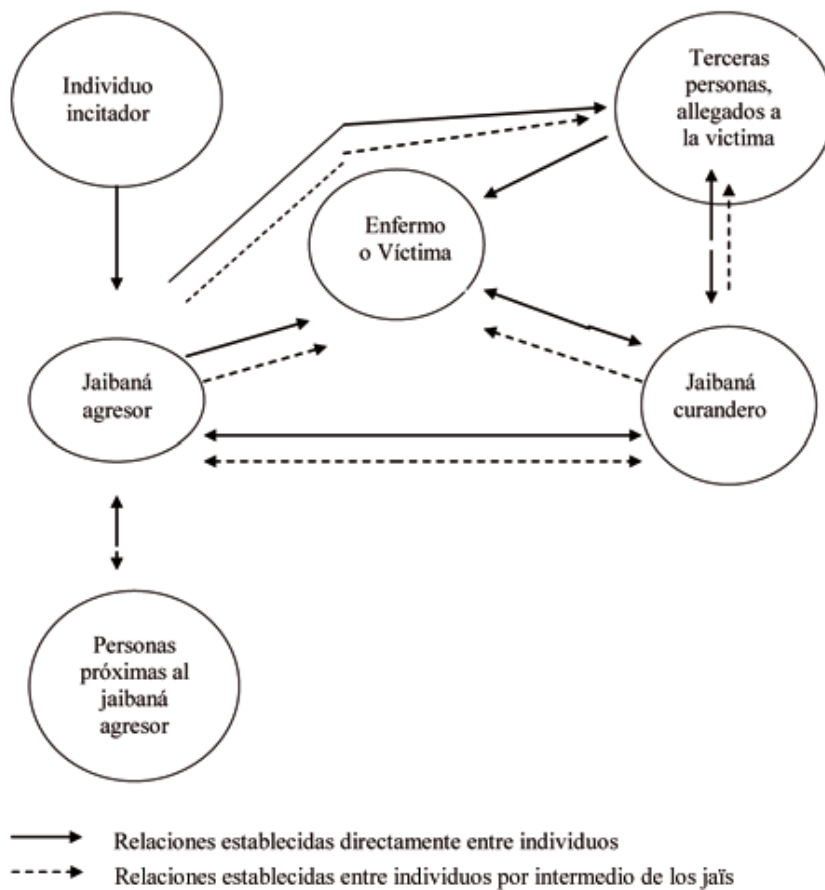 Individuo
incitador
Terceras
personas,
allegados a
la victima
Enfermo
o Víctima
Jaibaná
agresor
Jaibaná
curandero
Personas
próximas al
jaibaná
agresor
Relaciones establecidas directamente entre individuos
Relaciones establecidas entre individuos por intermedio de los jaïs